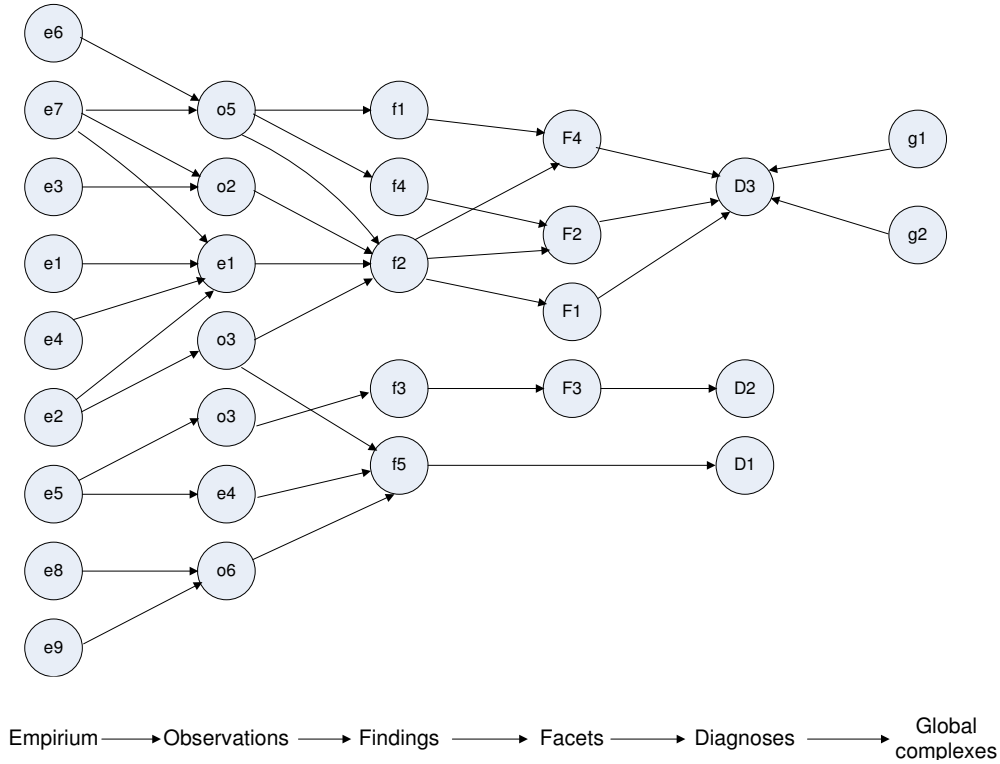 e6
e7 o5 f1 F4 g1
e3 o2 f4 D3
e1 e1 f2 F2 g2
e4 o3 F1
e2 o3 f3 F3 D2
e5 e4 f5 D1
e8 o6
e9
Empirium Observations Findings Facets Diagnoses Global
complexes